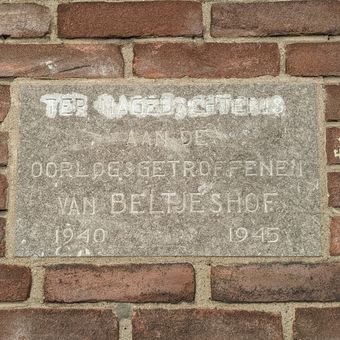 TER NAGEDACHTENIS
AAN DE
OORLOGSGETROFFENEN
VAN BELTJESHOF
1940 1945